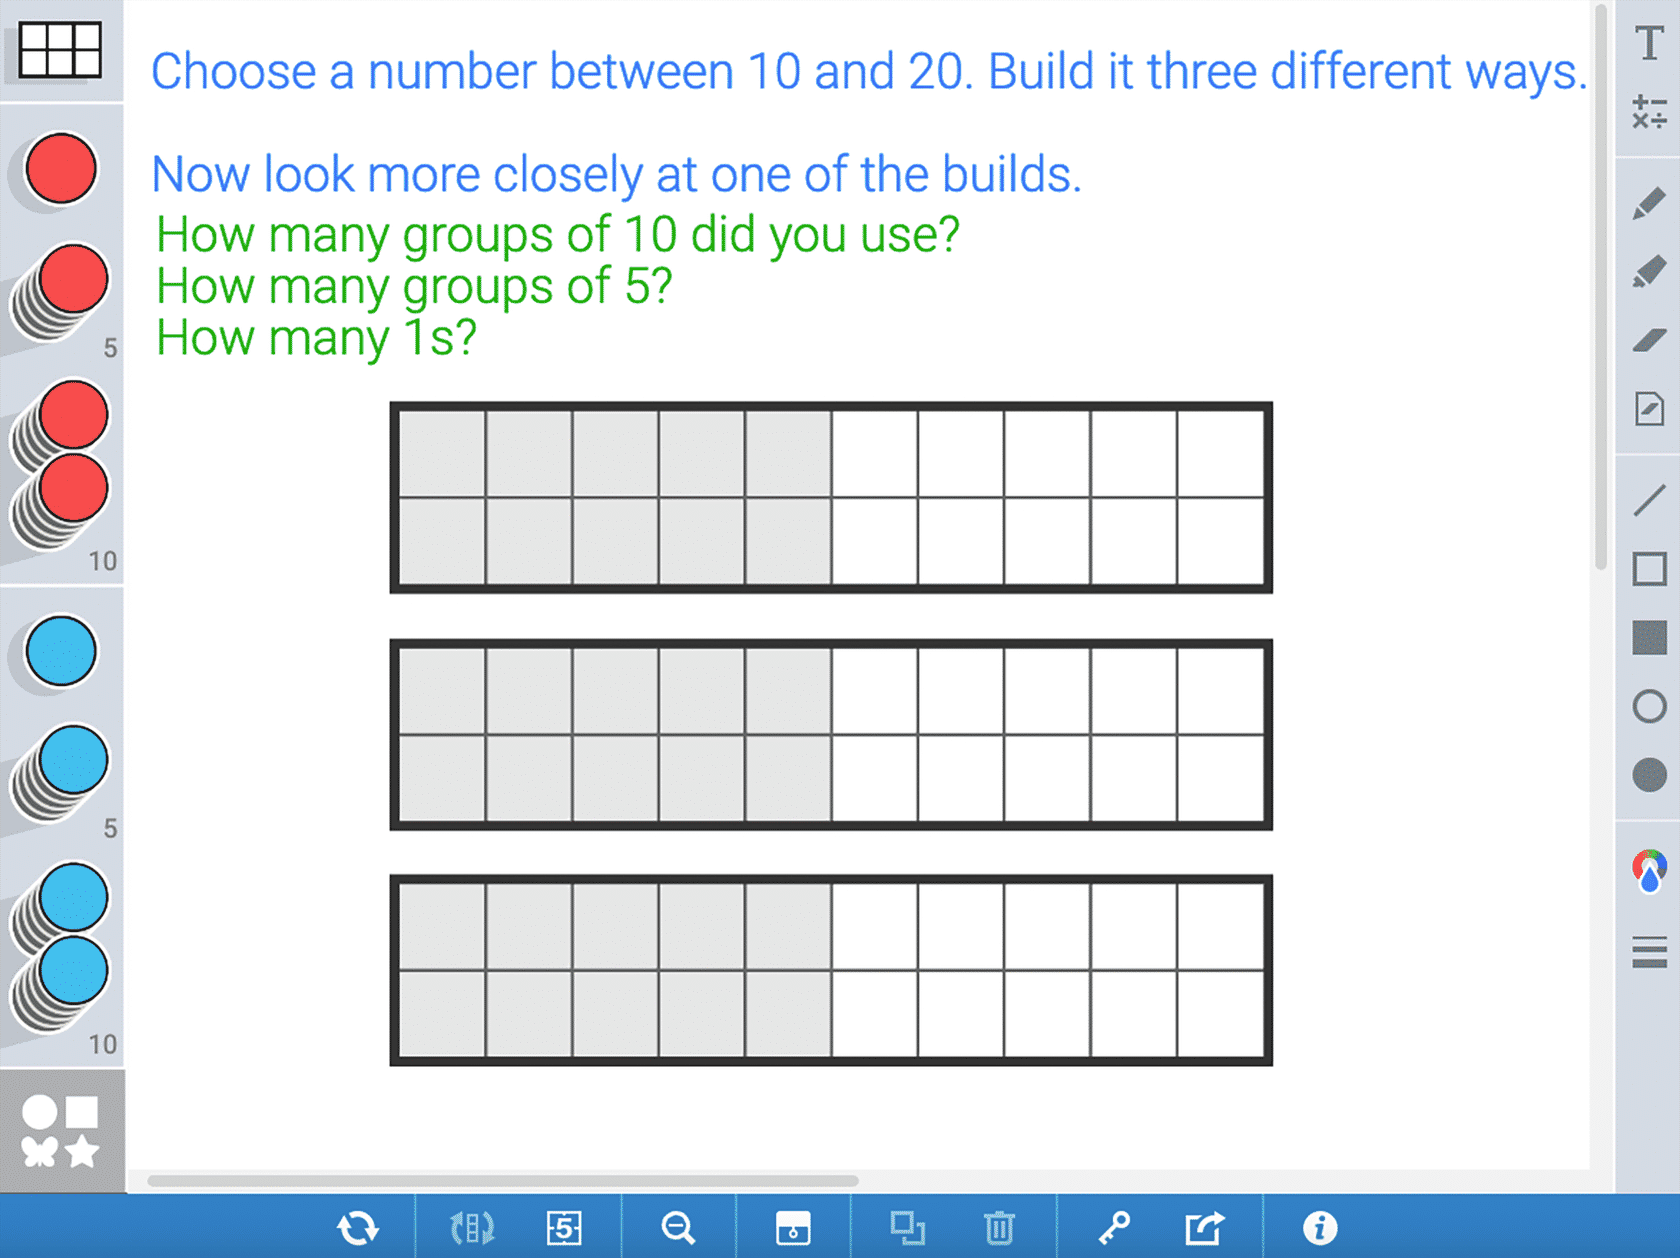 Choose a number between 10 and 20. Build it three different ways.
Now look more closely at one of the builds.
How many groups of 10 did you use?
How many groups of 5?
How many 1s?
5
10
5
10
T
5
i